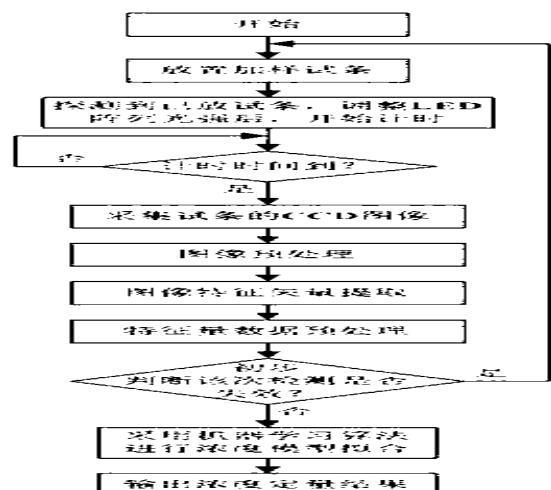 开始
放置加样试条
探测到已放试条，调整LED
阵列光强后，开始计时
否
计时时间到？
是
采集试条的CCD图像
图像预处理
图像特征矢量提取
特征量数据预处理
初步
判断该次检测是否
失效？
是
否
采用机器学习算法
进行浓度模型拟合
输出浓度定量结果